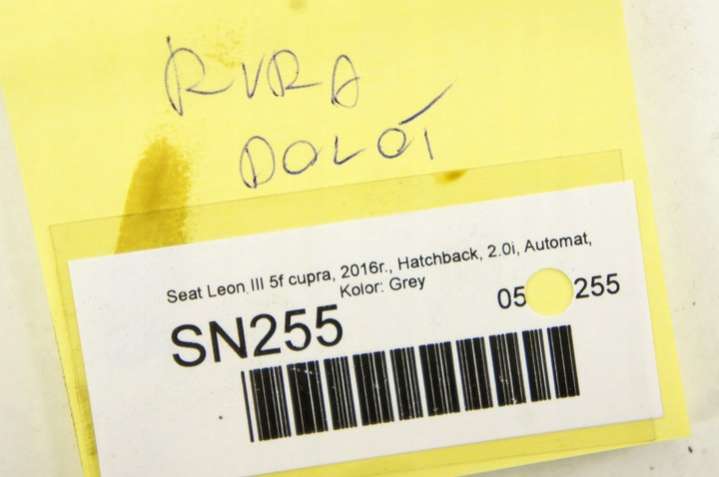 RURA
DOLOT
Seat Leon III 5f cupra, 2016r., Hatchback, 2.0i, Automat,
Kolor: Grey
SN255
05 255